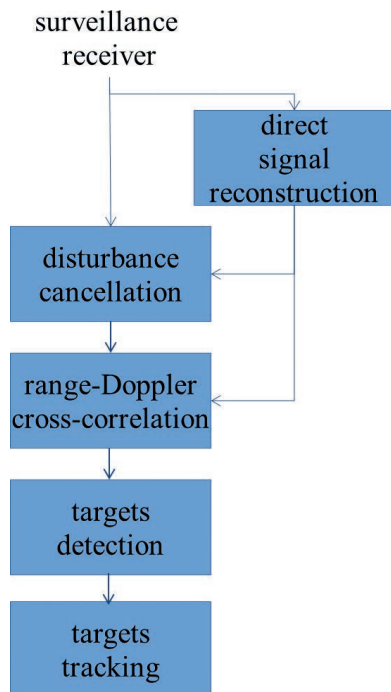 surveillance
receiver
direct
signal
reconstruction
disturbance
cancellation
range-Doppler
cross-correlation
targets
detection
targets
tracking